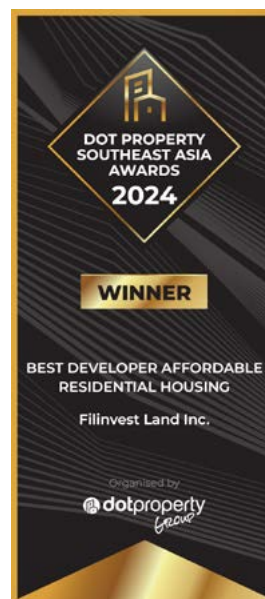 DOT PROPERTY
SOUTHEAST ASIA
AWARDS
2024
WINNER
BEST DEVELOPER AFFORDABLE
RESIDENTIAL HOUSING
Filinvest Land Inc.
Organised by
dotproperty
Group